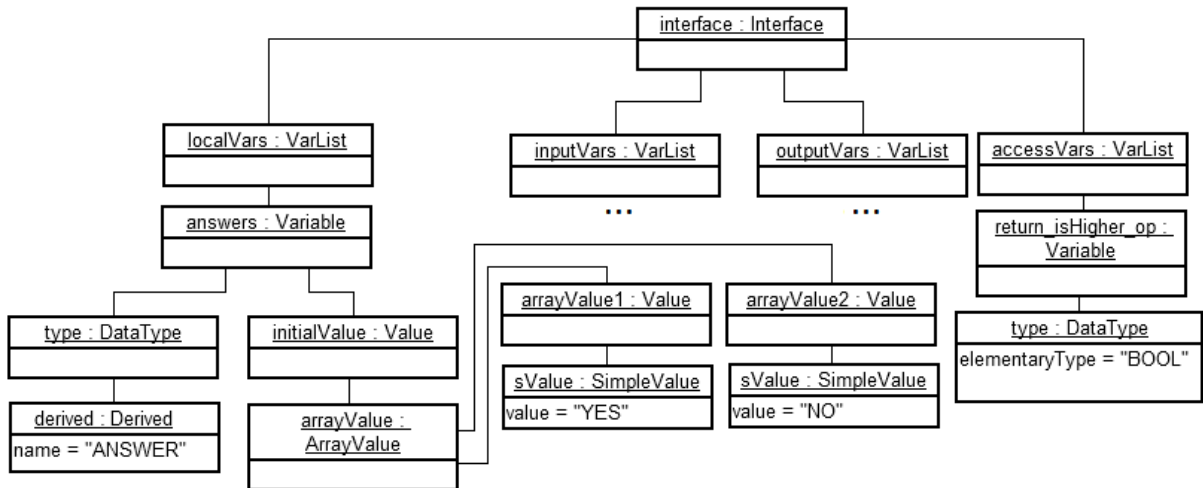 interface : Interface
localVars : VarList
inputVars : VarList
outputVars : VarList
accessVars : VarList
...
...
answers : Variable
return_isHigher_op :
Variable
type : DataType
initialValue : Value
arrayValue1 : Value
arrayValue2 : Value
type : DataType
elementaryType = "BOOL"
derived : Derived
name = "ANSWER"
arrayValue :
ArrayValue
sValue : SimpleValue
value = "YES"
sValue : SimpleValue
value = "NO"